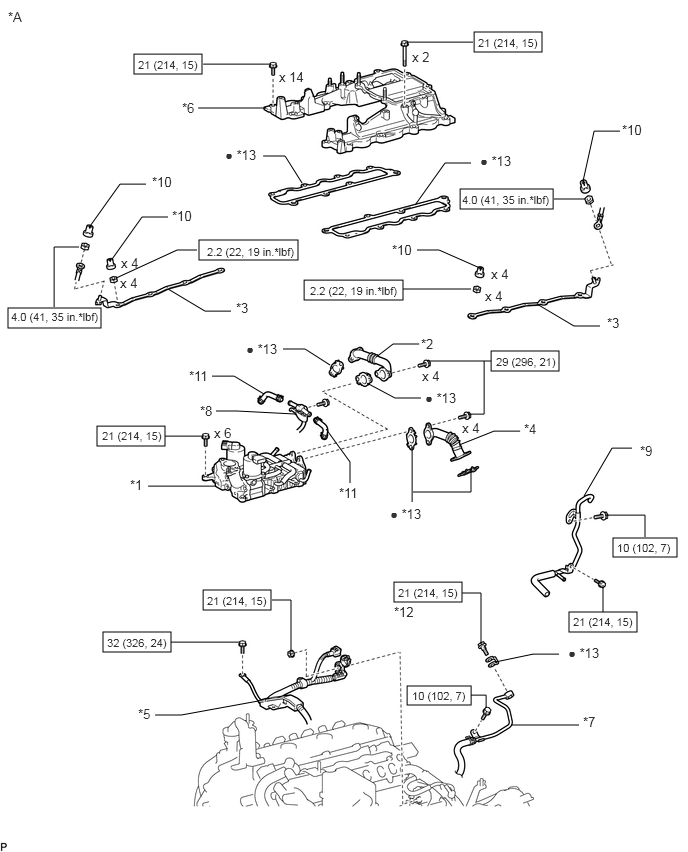 *A
21 (214, 15)
x 2
21 (214, 15)
x 14
*6
*10
● *13
● *13
*10
4.0 (41, 35 in.*lbf)
*10
2.2 (22, 19 in.*lbf)
*10
x 4
x 4
x 4
2.2 (22, 19 in.*lbf)
x 4
4.0 (41, 35 in.*lbf)
*3
*3
*2
● *13
29 (296, 21)
*11
x 4
● *13
*8
21 (214, 15)
x 6
x 4
*4
*9
*1
*11
● *13
10 (102, 7)
21 (214, 15)
21 (214, 15)
21 (214, 15)
*12
32 (326, 24)
● *13
10 (102, 7)
*5
*7
P